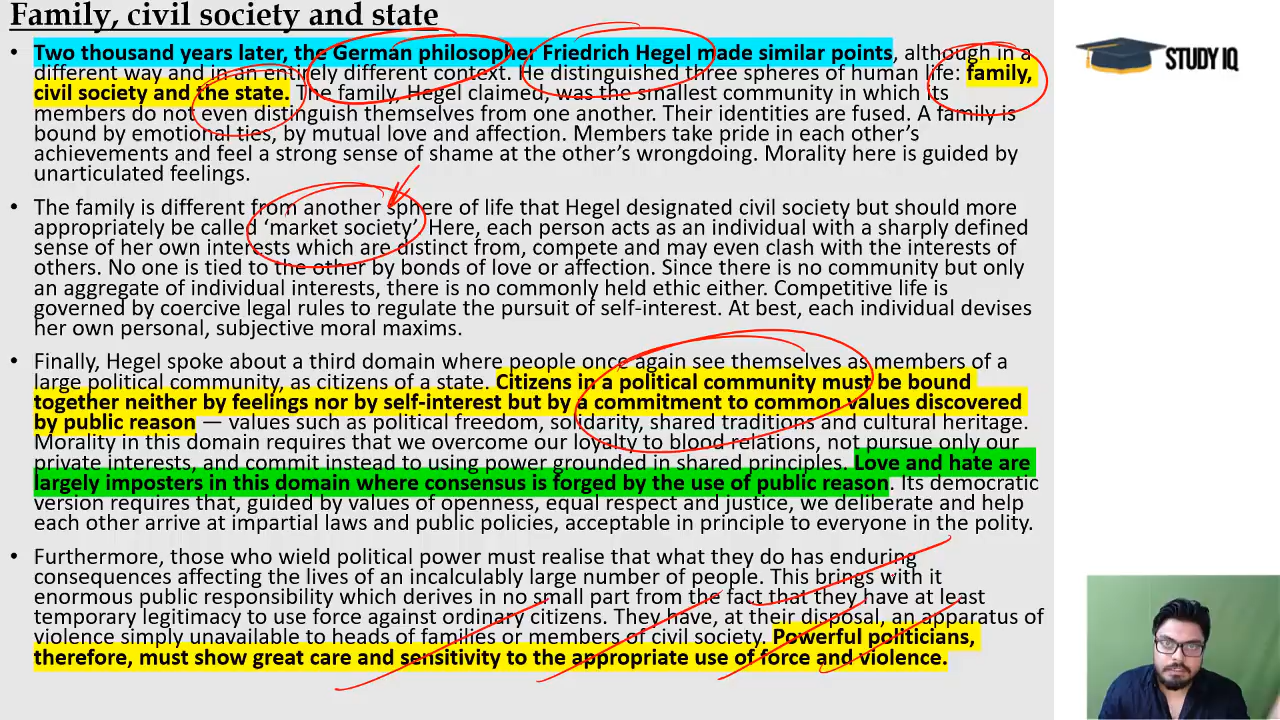 Family, civil society and state
• Two thousand years later, the German philosopher Friedrich Hegel made similar points, although in a
different way and in an entirely different context. He distinguished three spheres of human life: family,
civil society and the state. The family, Hegel claimed, was the smallest community in which its
members do not even distinguish themselves from one another. Their identities are fused. A family is
bound by emotional ties, by mutual love and affection. Members take pride in each other’s
achievements and feel a strong sense of shame at the other’s wrongdoing. Morality here is guided by
unarticulated feelings.
• The family is different from another sphere of life that Hegel designated civil society but should more
appropriately be called ‘market society’. Here, each person acts as an individual with a sharply defined
sense of her own interests which are distinct from, compete and may even clash with the interests of
others. No one is tied to the other by bonds of love or affection. Since there is no community but only
an aggregate of individual interests, there is no commonly held ethic either. Competitive life is
governed by coercive legal rules to regulate the pursuit of self-interest. At best, each individual devises
her own personal, subjective moral maxims.
• Finally, Hegel spoke about a third domain where people once again see themselves as members of a
large political community, as citizens of a state. Citizens in a political community must be bound
together neither by feelings nor by self-interest but by a commitment to common values discovered
by public reason — values such as political freedom, solidarity, shared traditions and cultural heritage.
Morality in this domain requires that we overcome our loyalty to blood relations, not pursue only our
private interests, and commit instead to using power grounded in shared principles. Love and hate are
largely imposters in this domain where consensus is forged by the use of public reason. Its democratic
version requires that, guided by values of openness, equal respect and justice, we deliberate and help
each other arrive at impartial laws and public policies, acceptable in principle to everyone in the polity.
• Furthermore, those who wield political power must realise that what they do has enduring
consequences affecting the lives of an incalculably large number of people. This brings with it
enormous public responsibility which derives in no small part from the fact that they have at least
temporary legitimacy to use force against ordinary citizens. They have, at their disposal, an apparatus of
violence simply unavailable to heads of families or members of civil society. Powerful politicians,
therefore, must show great care and sensitivity to the appropriate use of force and violence.
STUDY IQ